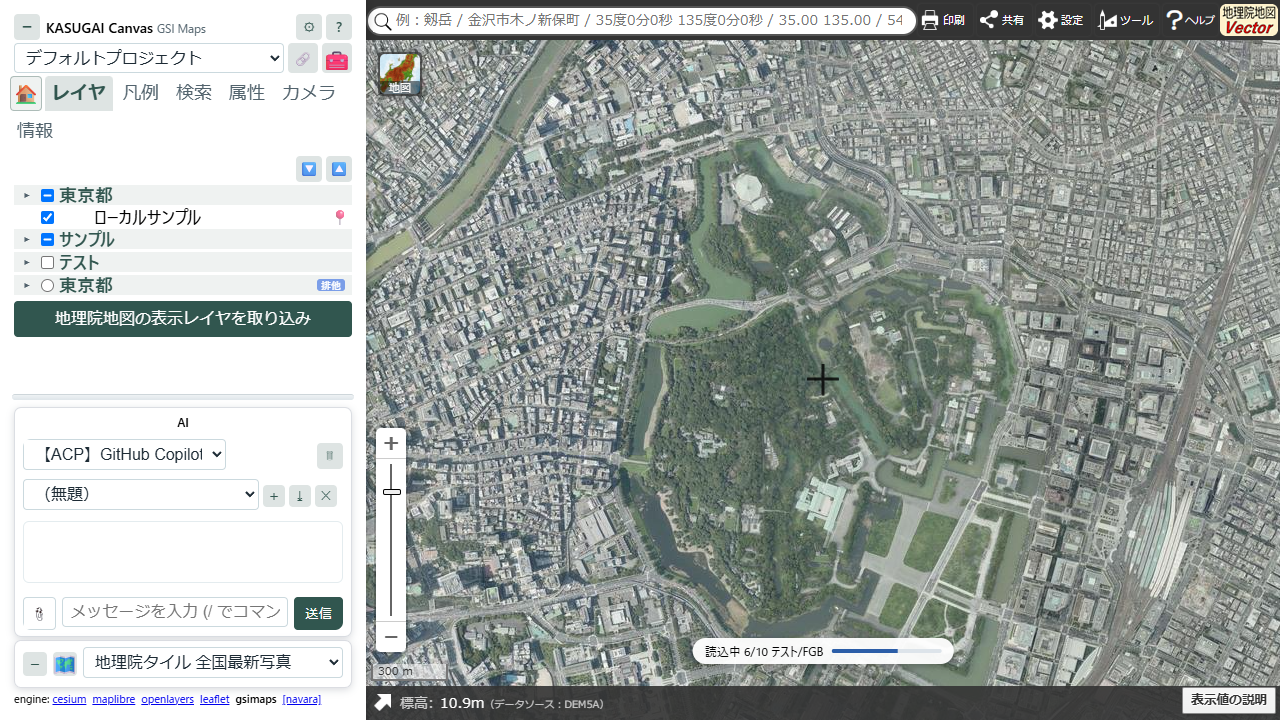 KASUGAI Canvas GSI Maps
?
デフォルトプロジェクト
レイヤ 凡例 検索 属性 カメラ
情報
東京都
ローカルサンプル
サンプル
テスト
東京都 排他
地理院地図の表示レイヤを取り込み
AI
【ACP】GitHub Copilot
（無題）
メッセージを入力 (/ でコマン
送信
地理院タイル 全国最新写真
engine: cesium maplibre openlayers leaflet gsimaps [navara]
例：剱岳 / 金沢市木ノ新保町 / 35度0分0秒 135度0分0秒 / 35.00 135.00 / 54
印刷 共有 設定 ツール ヘルプ
地理院地図
Vector
地図
読込中 6/10 テスト/FGB
300 m
標高: 10.9m (データソース：DEM5A)
表示値の説明